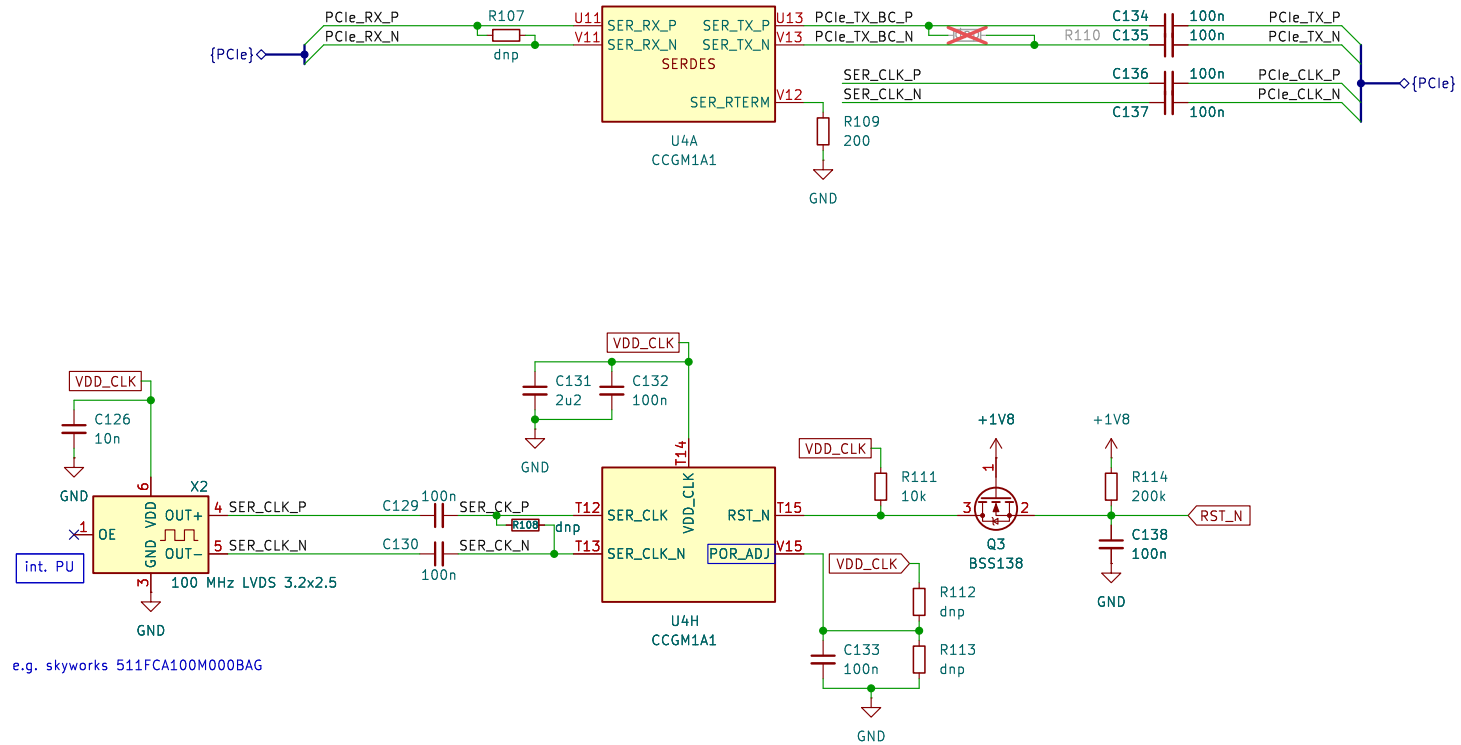 PCIe_RX_P
R107
U11
SER_RX_P
SER_TX_P
U13
PCIe_TX_BC_P
C134
100n
PCIe_TX_P
{PCIe}
PCIe_RX_N
dnp
V11
SER_RX_N
SER_TX_N
V13
PCIe_TX_BC_N
R110
C135
100n
PCIe_TX_N
SERDES
SER_CLK_P
C136
100n
PCIe_CLK_P
{PCIe}
SER_RTERM
V12
SER_CLK_N
C137
100n
PCIe_CLK_N
R109
200
U4A
CCGM1A1
GND
VDD_CLK
VDD_CLK
C131
2u2
C132
100n
C126
10n
GND
GND
T14
VDD_CLK
+1V8
+1V8
VDD_CLK
R111
10k
1
R114
200k
6
X2
VDD
OUT+
4
SER_CLK_P
C129
100n
SER_CK_P
T12
SER_CLK
RST_N
T15
3
2
RST_N
1
OE
R108
dnp
Q3
BSS138
C138
100n
GND
OUT-
5
SER_CLK_N
C130
100n
SER_CK_N
T13
SER_CLK_N
POR_ADJ
V15
VDD_CLK
int. PU
3
100 MHz LVDS 3.2x2.5
GND
GND
R112
dnp
U4H
CCGM1A1
C133
100n
R113
dnp
e.g. skyworks 511FCA100M000BAG
GND